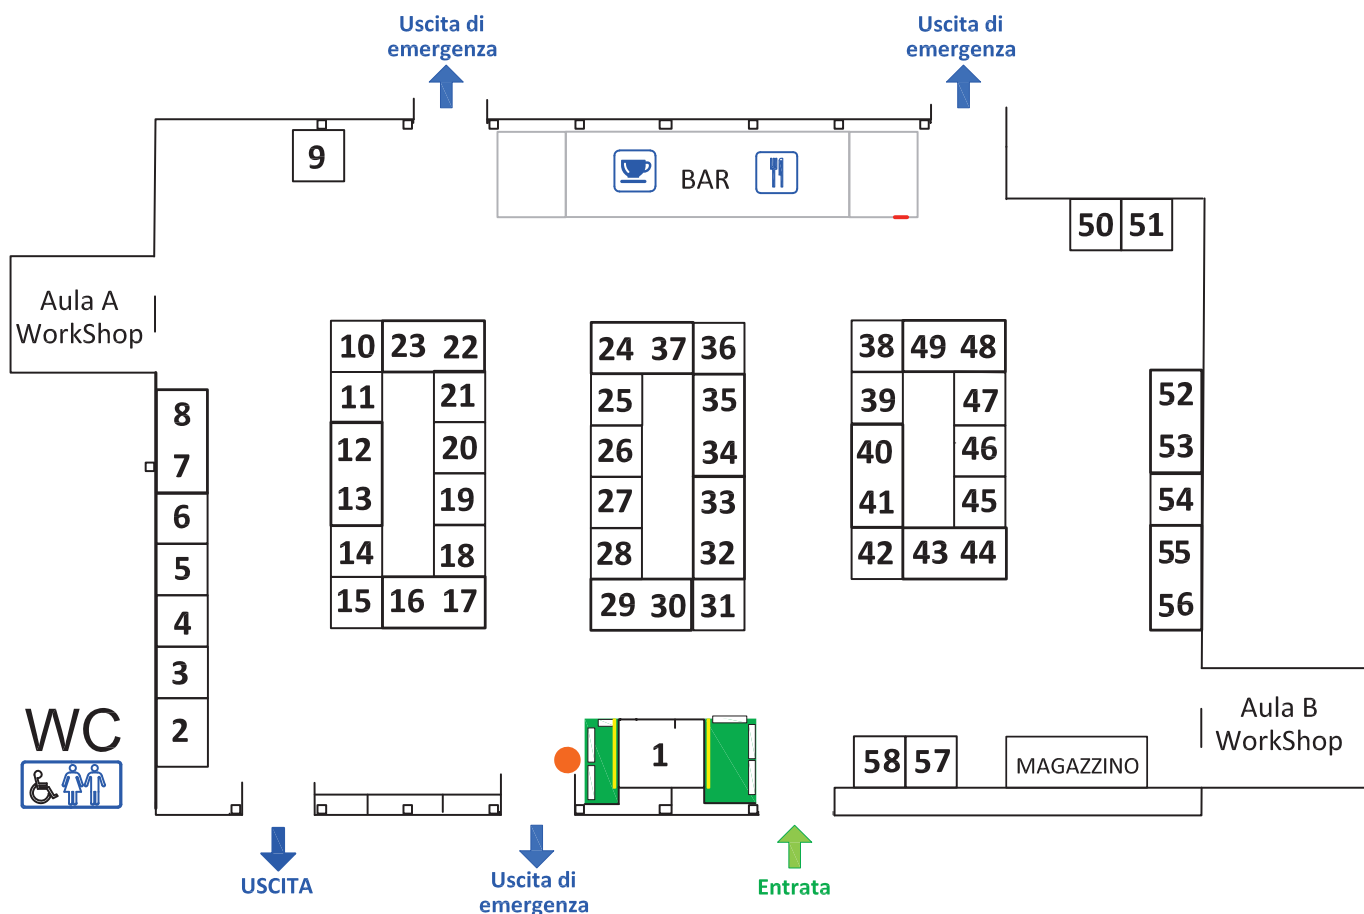 Uscita di
emergenza
Uscita di
emergenza
9
BAR
50 51
Aula A
WorkShop
10 23 22
24 37 36
38 49 48
11 21
25 35
39 47
52
8
12 20
26 34
40 46
53
7
13 19
27 33
41 45
54
6
14 18
28 32
42 43 44
55
5
15 16 17
29 30 31
56
4
3
2
WC
1
Aula B
WorkShop
58 57
MAGAZZINO
USCITA
Uscita di
emergenza
Entrata